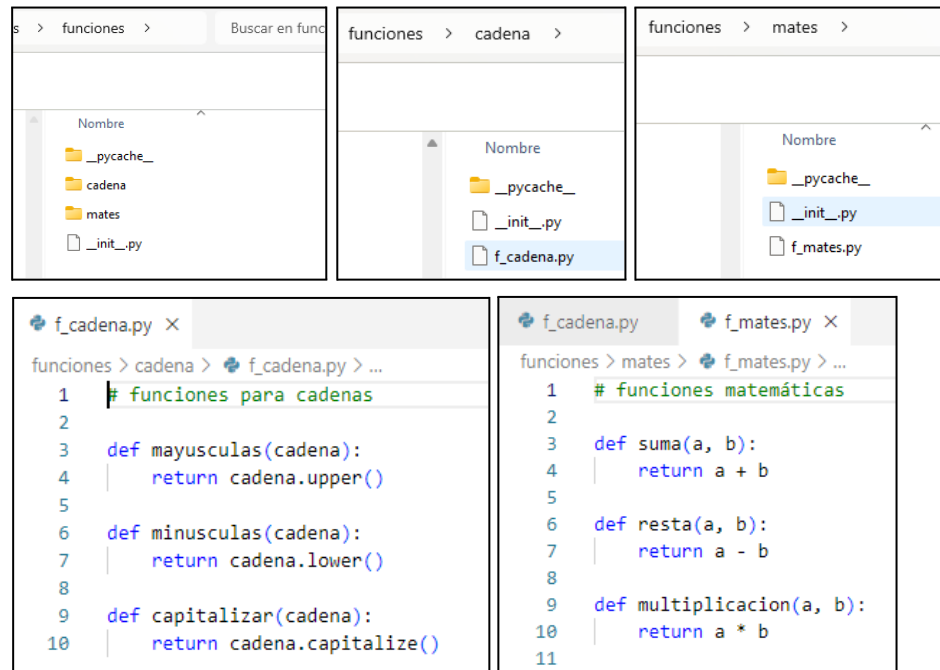 s > funciones > Buscar en func
Nombre
__pycache__
cadena
mates
__init__.py
funciones > cadena >
Nombre
__pycache__
__init__.py
f_cadena.py
funciones > mates >
Nombre
__pycache__
__init__.py
f_mates.py
f_cadena.py ×
funciones > cadena > f_cadena.py > ...
1 # funciones para cadenas
2
3 def mayusculas(cadena):
4 return cadena.upper()
5
6 def minusculas(cadena):
7 return cadena.lower()
8
9 def capitalizar(cadena):
10 return cadena.capitalize()
f_cadena.py f_mates.py ×
funciones > mates > f_mates.py > ...
1 # funciones matemáticas
2
3 def suma(a, b):
4 return a + b
5
6 def resta(a, b):
7 return a - b
8
9 def multiplicacion(a, b):
10 return a * b
11